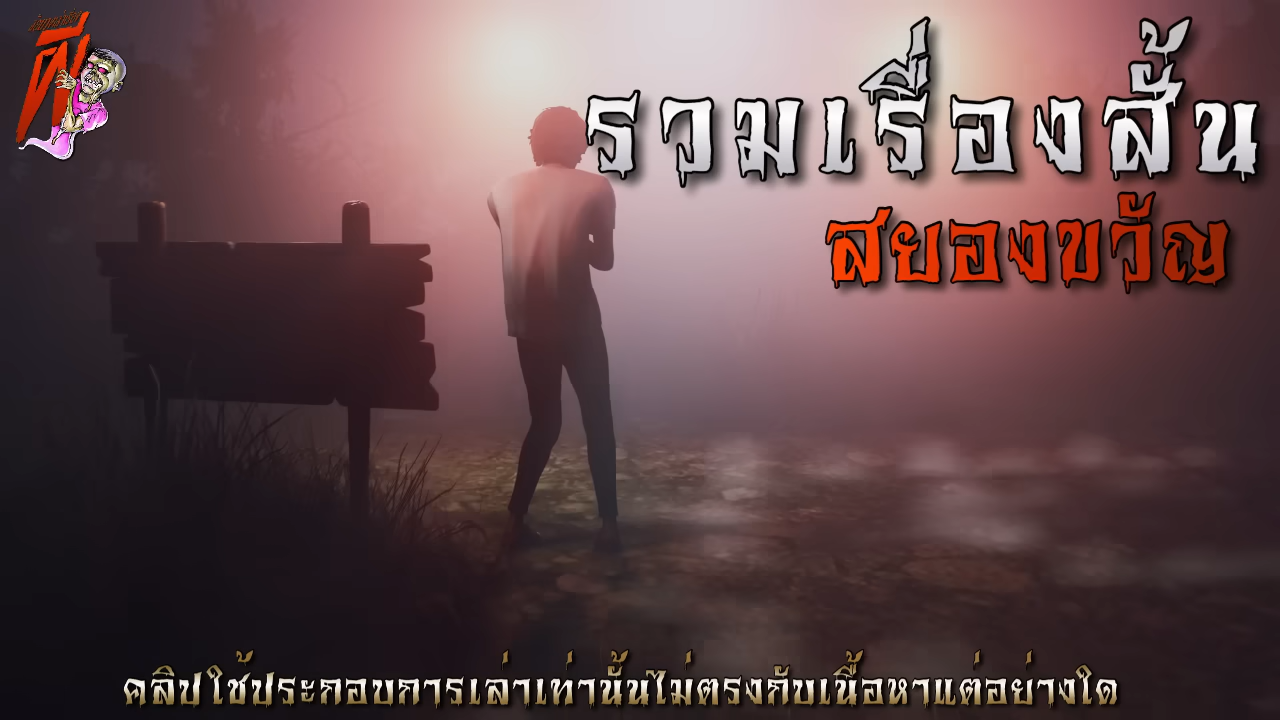 ผี
รวมเรื่องสั้น
สยองขวัญ
คลิปใช้ประกอบการเล่าเท่านั้นไม่ตรงกับเนื้อหาแต่อย่างใด